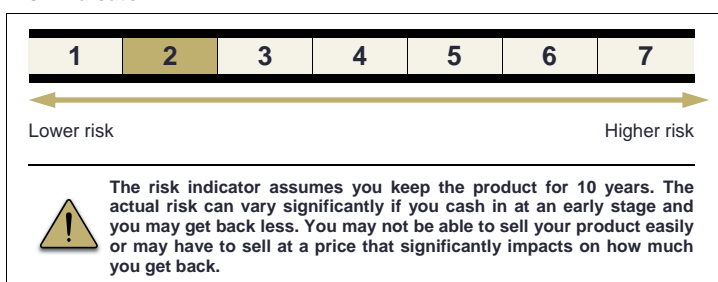 1 2 3 4 5 6 7
Lower risk Higher risk
The risk indicator assumes you keep the product for 10 years. The
actual risk can vary significantly if you cash in at an early stage and
you may get back less. You may not be able to sell your product easily
or may have to sell at a price that significantly impacts on how much
you get back.